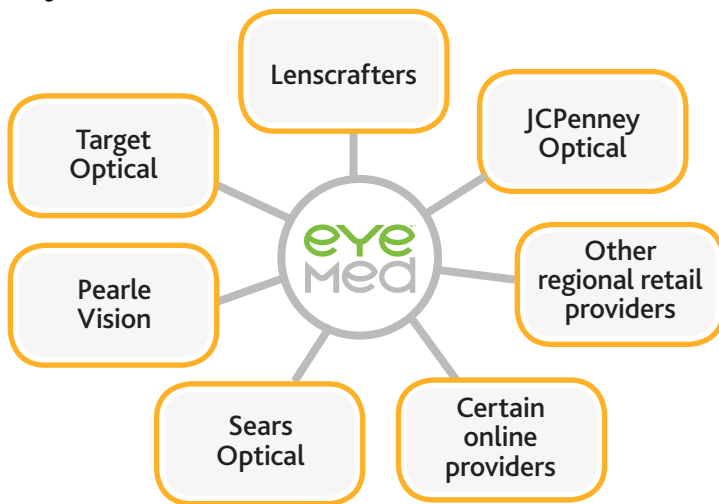 Lenscrafters
JCPenney
Optical
Other
regional retail
providers
Certain
online
providers
Sears
Optical
Pearle
Vision
Target
Optical
eye
Med